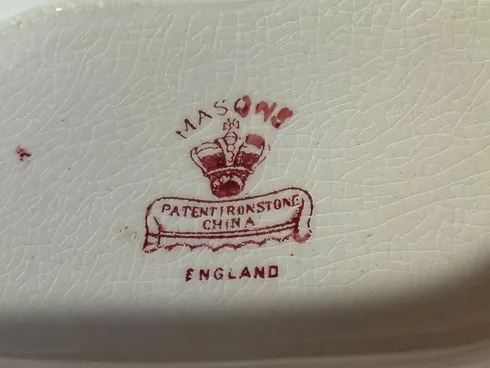 MASONS
PATENT IRONSTONE
CHINA
ENGLAND